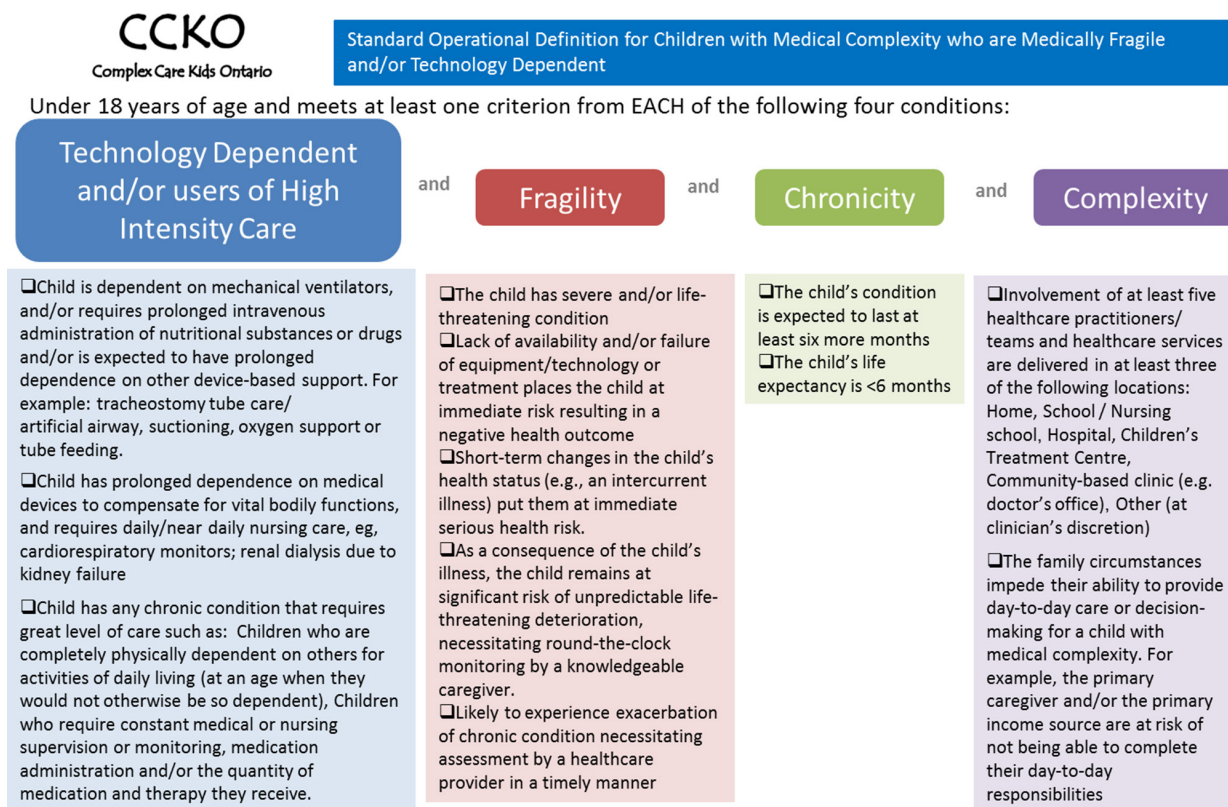 CCKO
Complex Care Kids Ontario
Standard Operational Definition for Children with Medical Complexity who are Medically Fragile
and/or Technology Dependent
Under 18 years of age and meets at least one criterion from EACH of the following four conditions:
Technology Dependent
and/or users of High
Intensity Care
and
Fragility
and
Chronicity
and
Complexity
❑Child is dependent on mechanical ventilators,
and/or requires prolonged intravenous
administration of nutritional substances or drugs
and/or is expected to have prolonged
dependence on other device-based support. For
example: tracheostomy tube care/
artificial airway, suctioning, oxygen support or
tube feeding.
❑Child has prolonged dependence on medical
devices to compensate for vital bodily functions,
and requires daily/near daily nursing care, eg,
cardiorespiratory monitors; renal dialysis due to
kidney failure
❑Child has any chronic condition that requires
great level of care such as:  Children who are
completely physically dependent on others for
activities of daily living (at an age when they
would not otherwise be so dependent), Children
who require constant medical or nursing
supervision or monitoring, medication
administration and/or the quantity of
medication and therapy they receive.
❑The child has severe and/or life-
threatening condition
❑Lack of availability and/or failure
of equipment/technology or
treatment places the child at
immediate risk resulting in a
negative health outcome
❑Short-term changes in the child’s
health status (e.g., an intercurrent
illness) put them at immediate
serious health risk.
❑As a consequence of the child’s
illness, the child remains at
significant risk of unpredictable life-
threatening deterioration,
necessitating round-the-clock
monitoring by a knowledgeable
caregiver.
❑Likely to experience exacerbation
of chronic condition necessitating
assessment by a healthcare
provider in a timely manner
❑The child’s condition
is expected to last at
least six more months
❑The child’s life
expectancy is <6 months
❑Involvement of at least five
healthcare practitioners/
teams and healthcare services
are delivered in at least three
of the following locations:
Home, School / Nursing
school, Hospital, Children’s
Treatment Centre,
Community-based clinic (e.g.
doctor’s office), Other (at
clinician’s discretion)
❑The family circumstances
impede their ability to provide
day-to-day care or decision-
making for a child with
medical complexity. For
example, the primary
caregiver and/or the primary
income source are at risk of
not being able to complete
their day-to-day
responsibilities